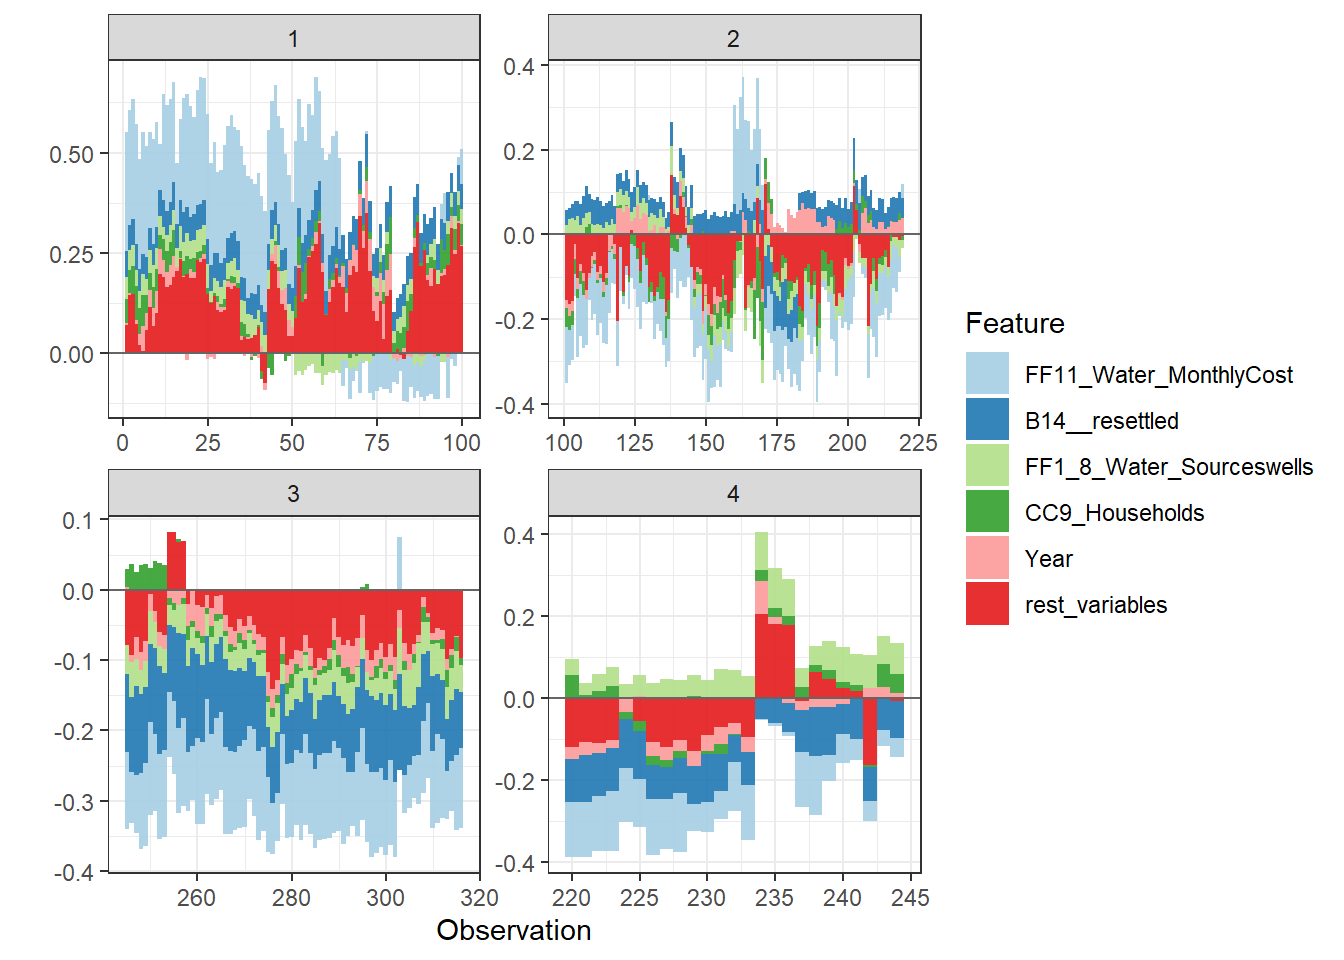 1
2
0.50
0.25
0.00
0 25 50 75 100
0.4
0.2
0.0
-0.2
-0.4
100 125 150 175 200 225
3
4
0.1
0.0
-0.1
-0.2
-0.3
-0.4
260 280 300 320
0.4
0.2
0.0
-0.2
-0.4
220 225 230 235 240 245
Observation
Feature
FF11_Water_MonthlyCost
B14__resettled
FF1_8_Water_Sourceswells
CC9_Households
Year
rest_variables